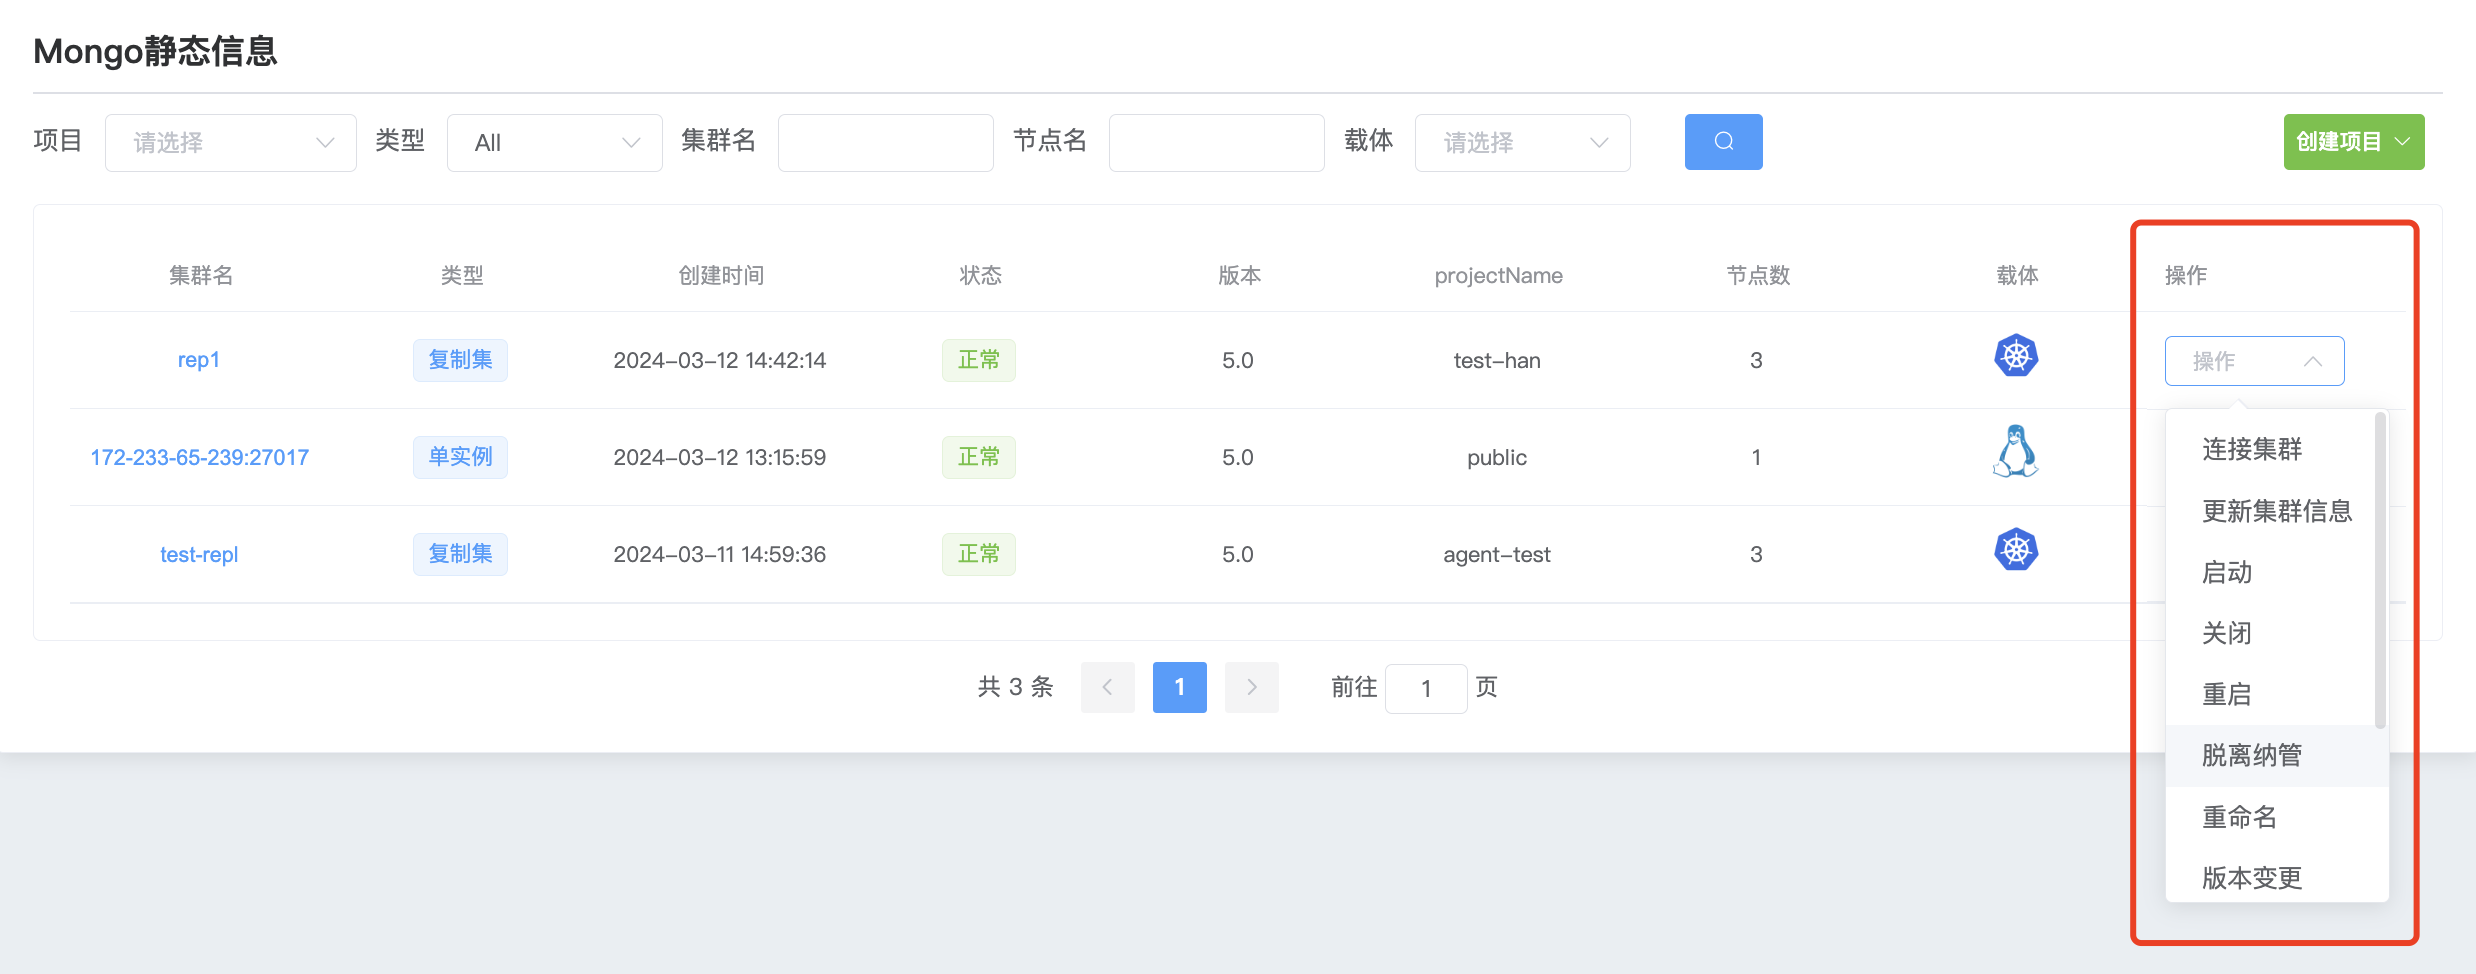 Mongo静态信息
项目 请选择 类型 All 集群名 节点名 载体 请选择 创建项目
集群名 类型 创建时间 状态 版本 projectName 节点数 载体 操作
rep1 复制集 2024-03-12 14:42:14 正常 5.0 test-han 3 操作
172-233-65-239:27017 单实例 2024-03-12 13:15:59 正常 5.0 public 1
test-repl 复制集 2024-03-11 14:59:36 正常 5.0 agent-test 3
连接集群
更新集群信息
启动
关闭
重启
脱离纳管
重命名
版本变更
共 3 条 1 前往 1 页